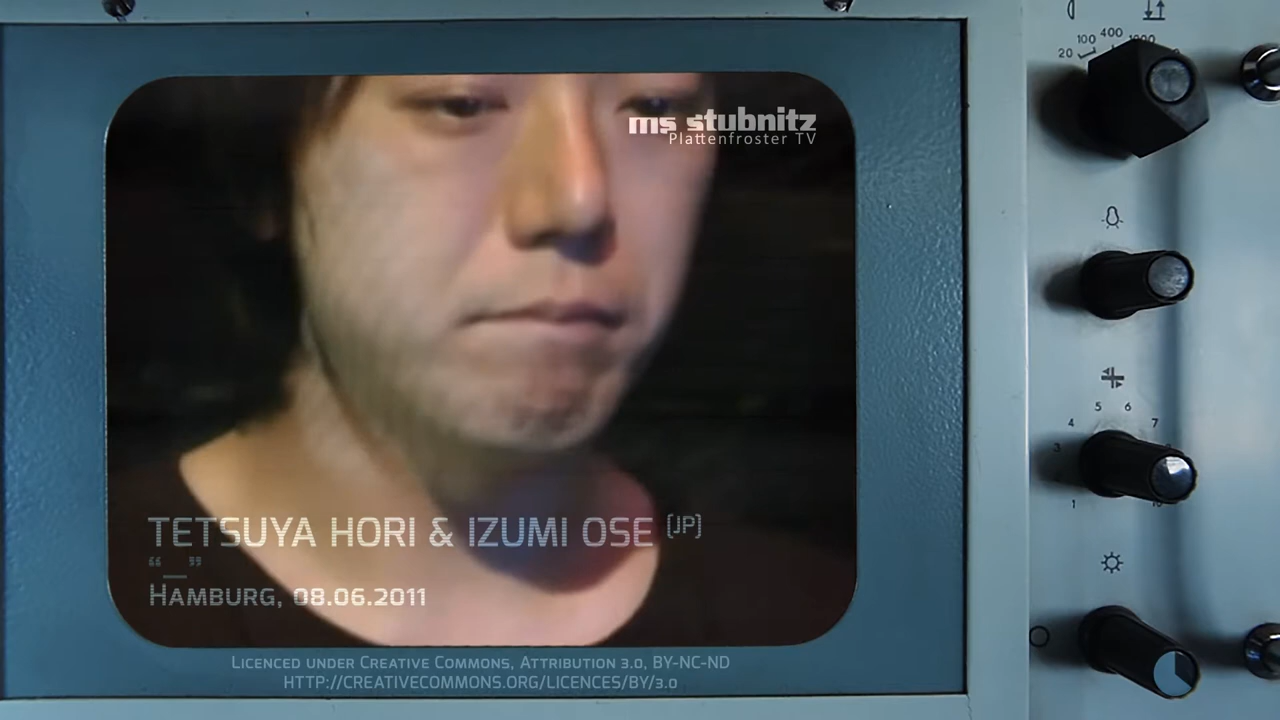 20 100 400 1000
ms stubnitz
Plattenfroster TV
5 6
4 7
3
1 10
TETSUYA HORI & IZUMI OSE [JP]
“__”
HAMBURG, 08.06.2011
LICENCED UNDER CREATIVE COMMONS, ATTRIBUTION 3.0, BY-NC-ND
HTTP://CREATIVECOMMONS.ORG/LICENCES/BY/3.0